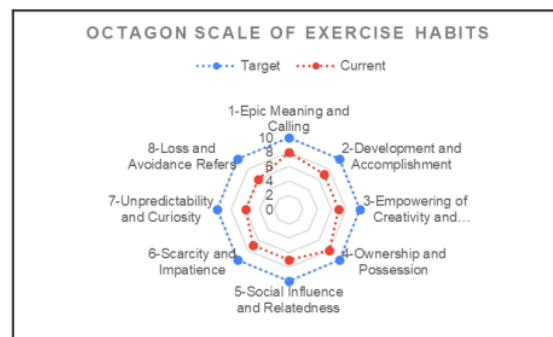 OCTAGON SCALE OF EXERCISE HABITS
Target Current
1-Epic Meaning and
Calling
10
8
6
4
2
0
2-Development and
Accomplishment
3-Empowering of
Creativity and...
4-Ownership and
Possession
5-Social Influence
and Relatedness
6-Scarcity and
Impatience
7-Unpredictability
and Curiosity
8-Loss and
Avoidance Refers